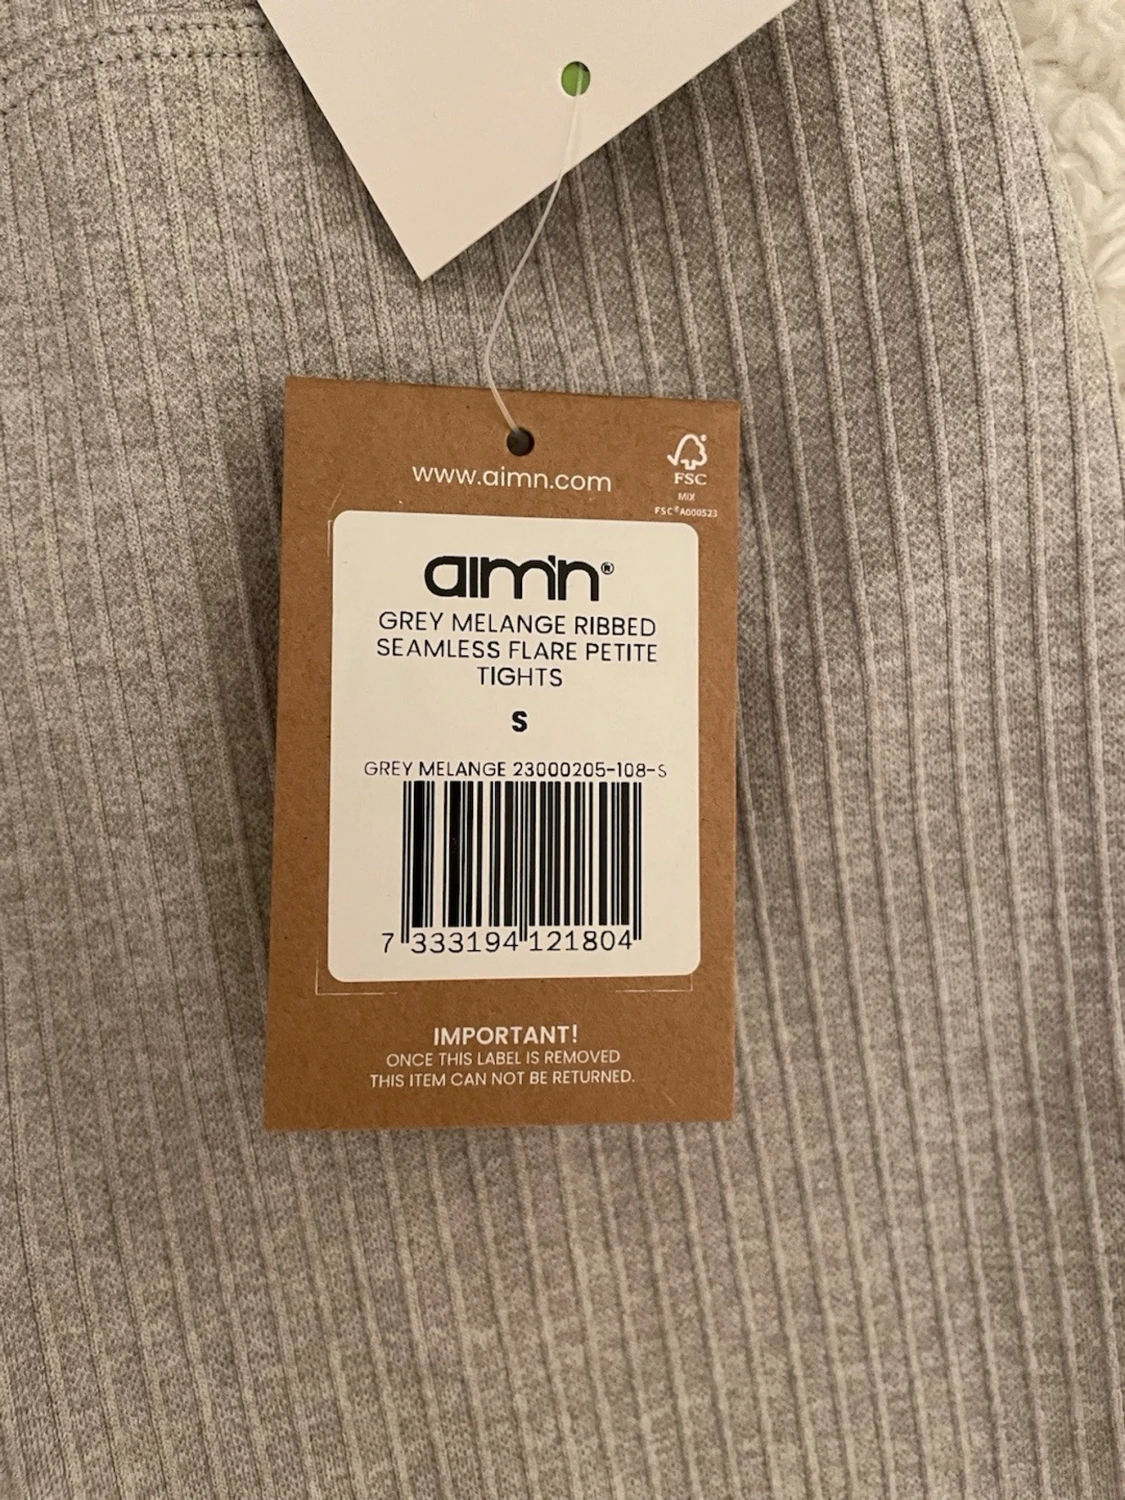 www.aimn.com
FSC
MIX
FSC® A000523
aim'n®
GREY MELANGE RIBBED
SEAMLESS FLARE PETITE
TIGHTS
S
GREY MELANGE 23000205-108-S
7 333194 121804
IMPORTANT!
ONCE THIS LABEL IS REMOVED
THIS ITEM CAN NOT BE RETURNED.